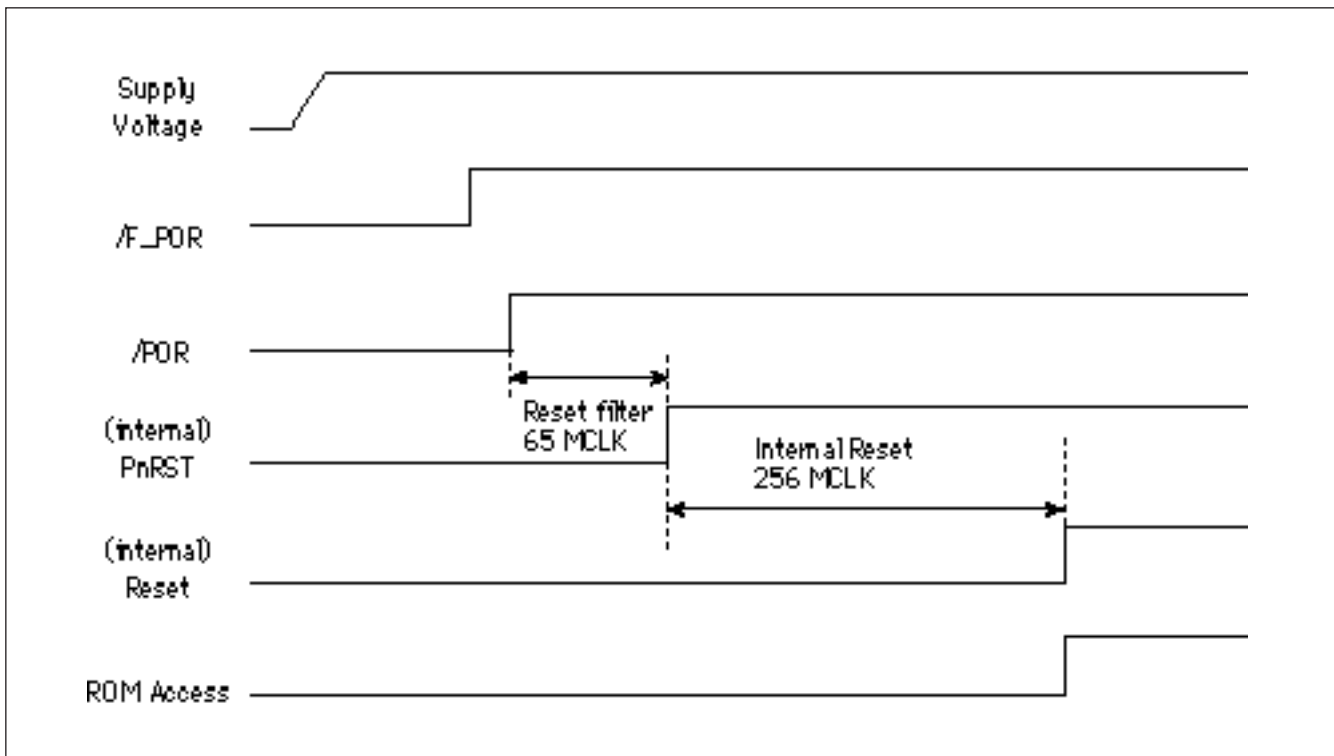 Supply
Voltage
/F_POR
/POR
(internal)
PnRST
Reset filter
65 MCLK
Internal Reset
256 MCLK
(internal)
Reset
ROM Access